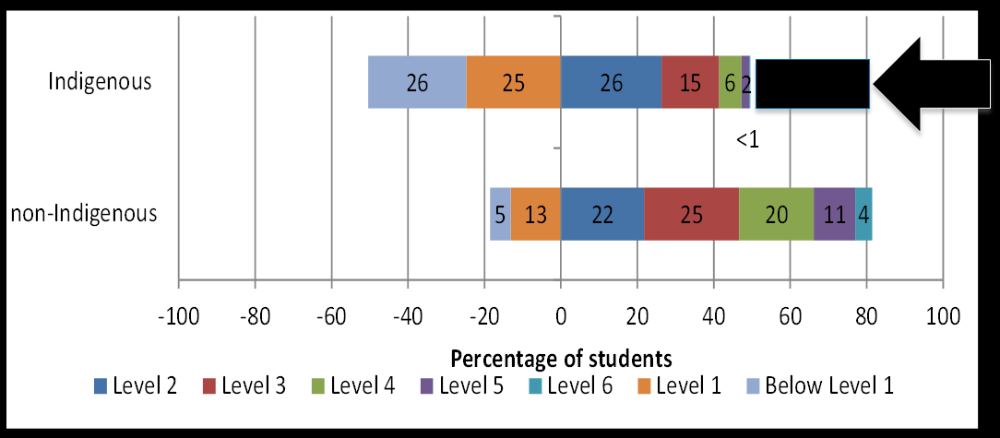 Indigenous 26 25 26 15 6 2
<1
non-Indigenous 5 13 22 25 20 11 4
-100 -80 -60 -40 -20 0 20 40 60 80 100
Percentage of students
Level 2 Level 3 Level 4 Level 5 Level 6 Level 1 Below Level 1